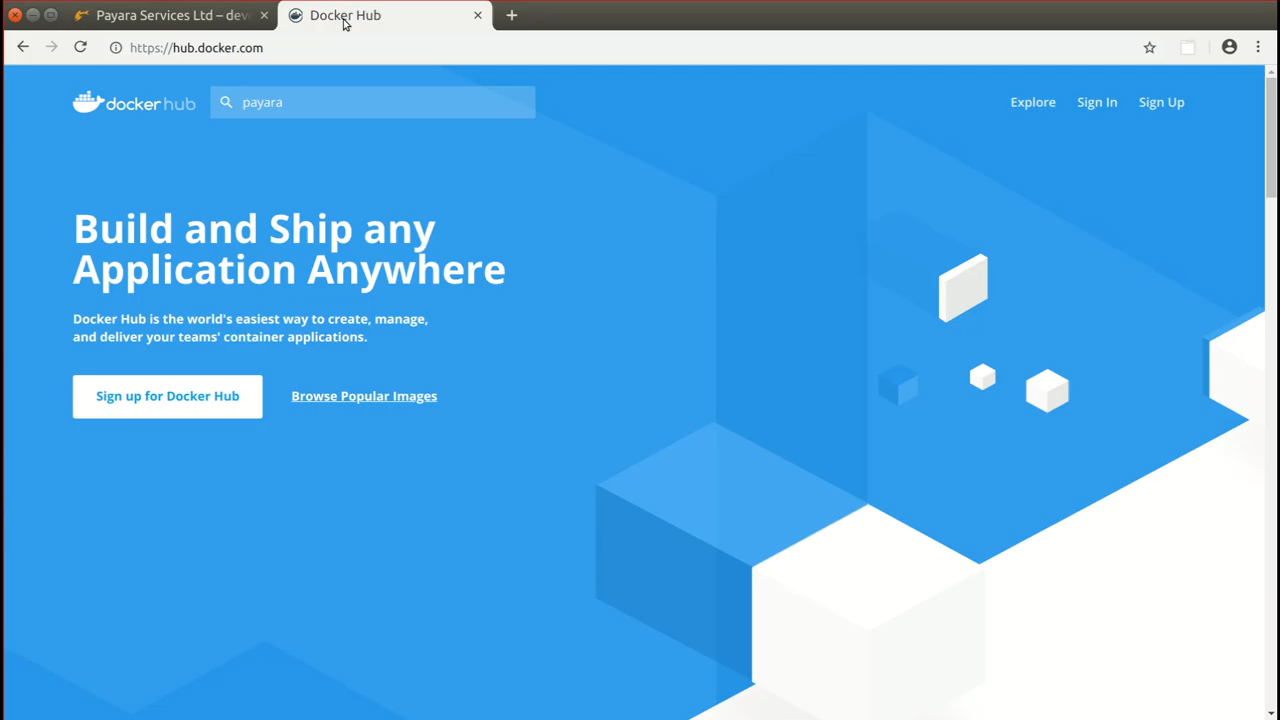 Payara Services Ltd – deve
Docker Hub
https://hub.docker.com
docker hub
payara
Explore
Sign In
Sign Up
Build and Ship any
Application Anywhere
Docker Hub is the world's easiest way to create, manage,
and deliver your teams' container applications.
Sign up for Docker Hub
Browse Popular Images